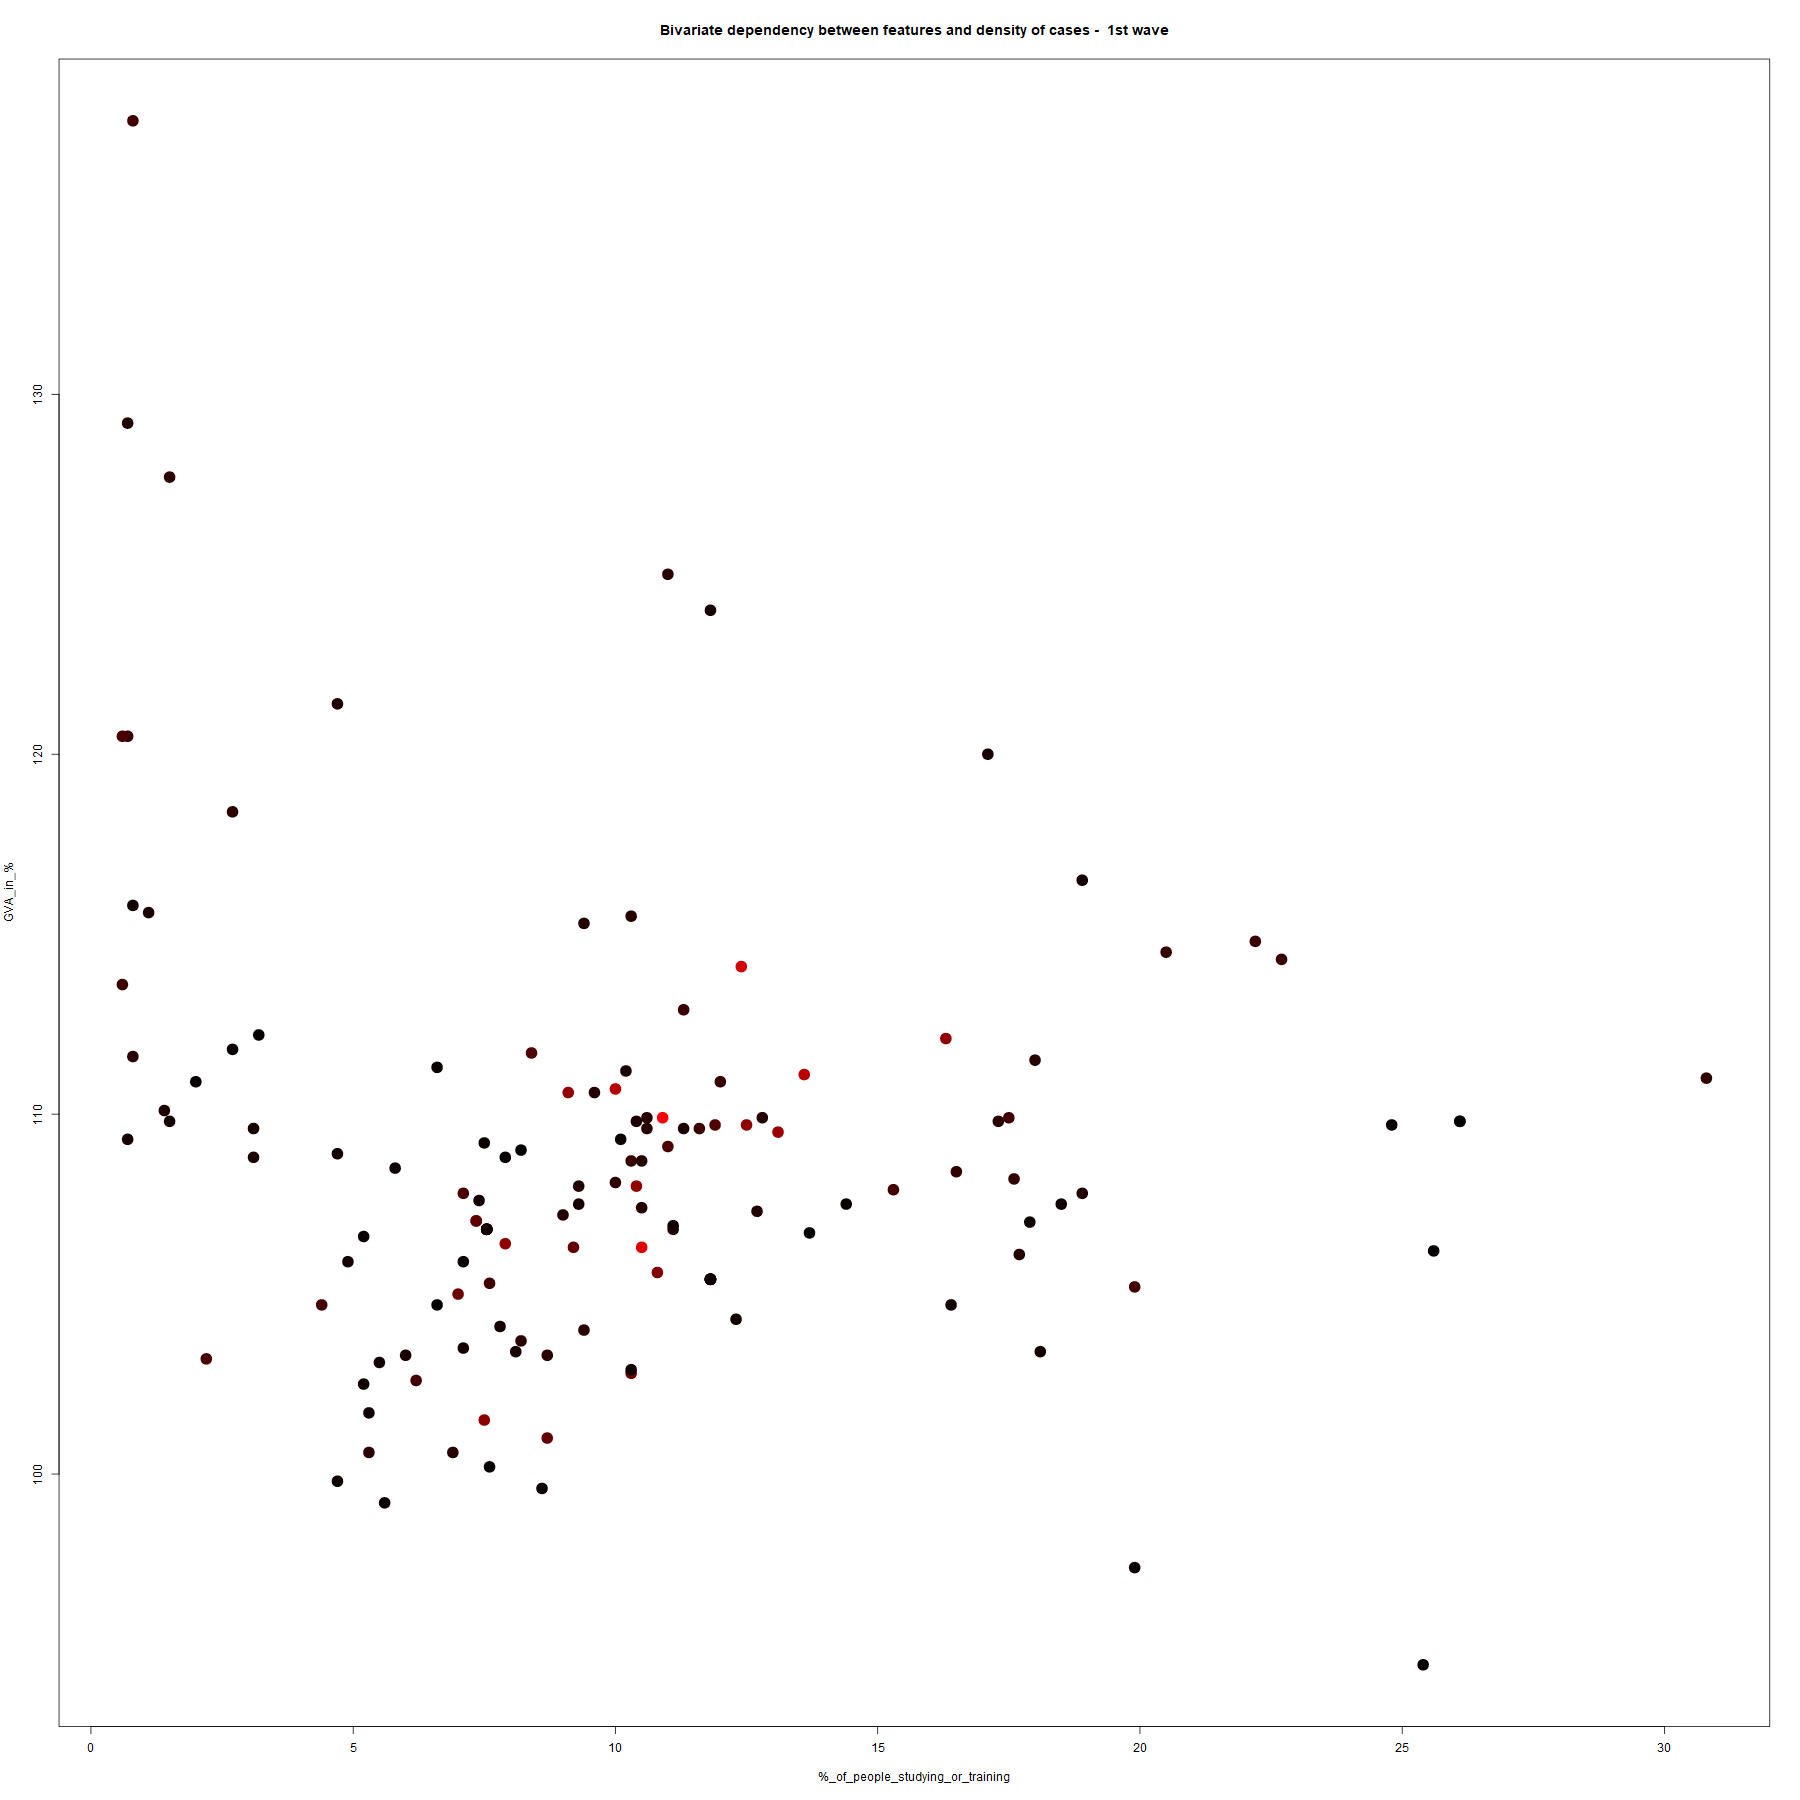 Bivariate dependency between features and density of cases -  1st wave
130
120
110
100
GVA_in_%
0 5 10 15 20 25 30
%_of_people_studying_or_training